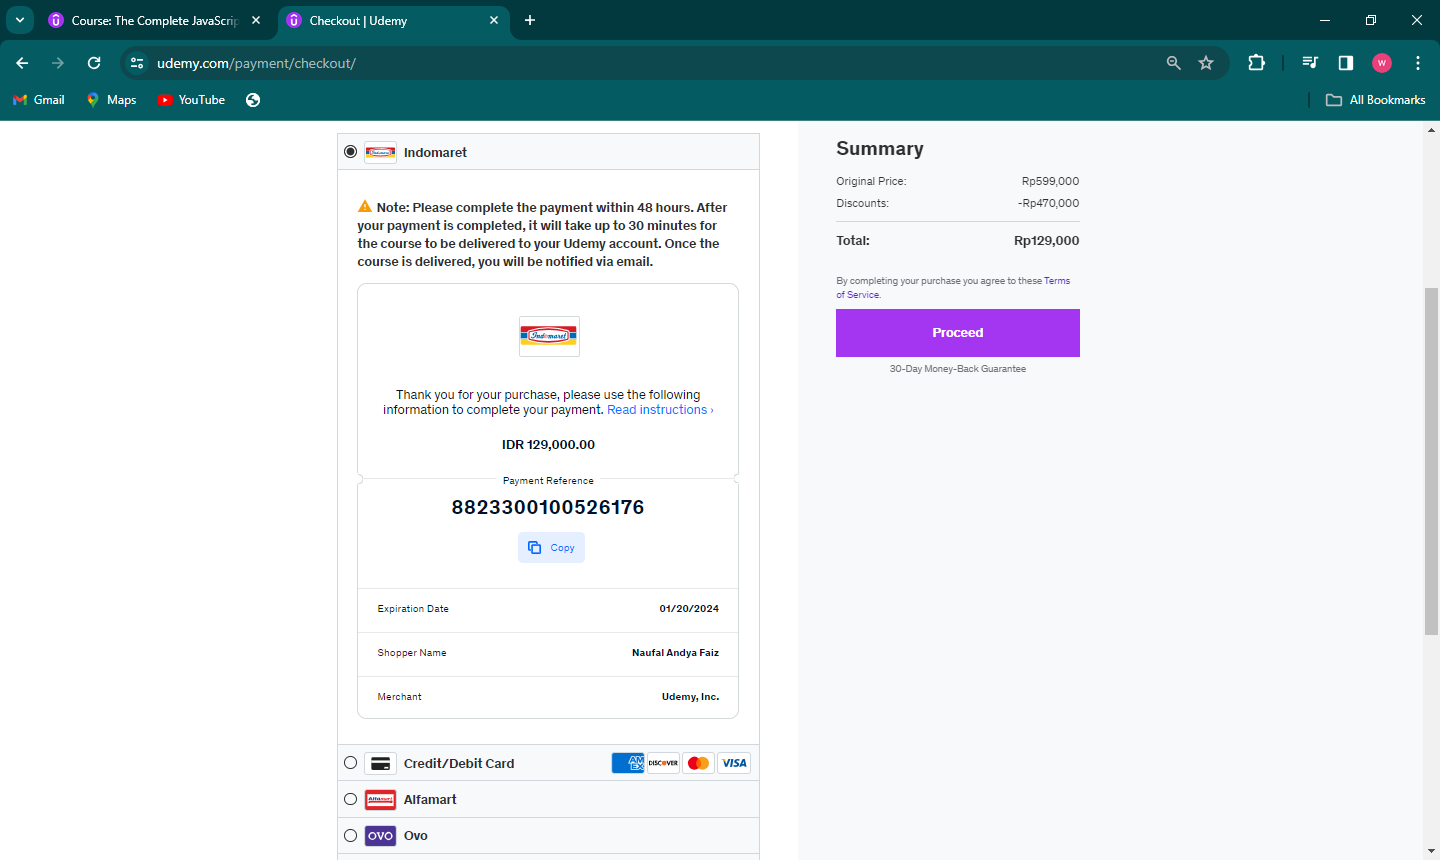 Course: The Complete JavaScrip
Checkout | Udemy
udemy.com/payment/checkout/
W
Gmail
Maps
YouTube
All Bookmarks
Indomaret
Indomaret
Note: Please complete the payment within 48 hours. After
your payment is completed, it will take up to 30 minutes for
the course to be delivered to your Udemy account. Once the
course is delivered, you will be notified via email.
Indomaret
Thank you for your purchase, please use the following
information to complete your payment. Read instructions ›
IDR 129,000.00
Payment Reference
8823300100526176
Copy
Expiration Date 01/20/2024
Shopper Name Naufal Andya Faiz
Merchant Udemy, Inc.
Credit/Debit Card
AM
EX
DISCOVER
VISA
Alfamart
Alfamart
OVO
Ovo
Summary
Original Price: Rp599,000
Discounts: -Rp470,000
Total: Rp129,000
By completing your purchase you agree to these Terms
of Service.
Proceed
30-Day Money-Back Guarantee